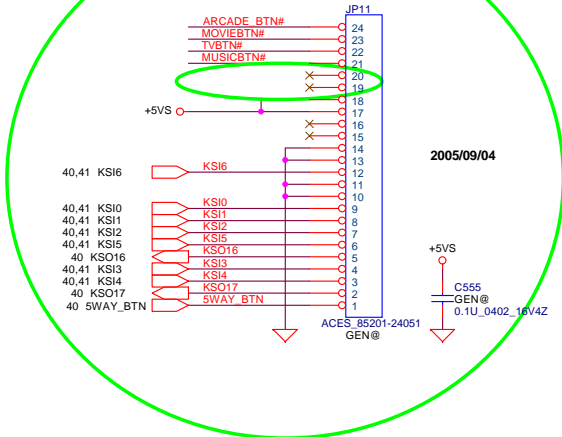 JP11
ARCADE_BTN# 24
MOVIEBTN# 23
TVBTN# 22
MUSICBTN# 21
20
19
18
+5VS 17
16
15
14
13
40,41 KSI6 KSI6 12
11
10
40,41 KSI0 KSI0 9
40,41 KSI1 KSI1 8
40,41 KSI2 KSI2 7
40,41 KSI5 KSI5 6
40 KSO16 KSO16 5
40,41 KSI3 KSI3 4
40,41 KSI4 KSI4 3
40 KSO17 KSO17 2
40 5WAY_BTN 5WAY_BTN 1
ACES_85201-24051
GEN@
2005/09/04
+5VS
C555
GEN@
0.1U_0402_16V4Z